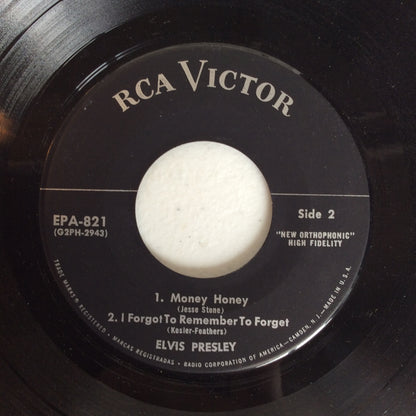 RCA VICTOR
EPA-821
(G2PH-2943)
Side 2
"NEW ORTHOPHONIC"
HIGH FIDELITY
1. Money Honey
(Jesse Stone)
2. I Forgot To Remember To Forget
(Kesler-Feathers)
ELVIS PRESLEY
TRADE MARKS ® REGISTERED • MARCAS REGISTRADAS • RADIO CORPORATION OF AMERICA—CAMDEN, N.J.—MADE IN U.S.A.